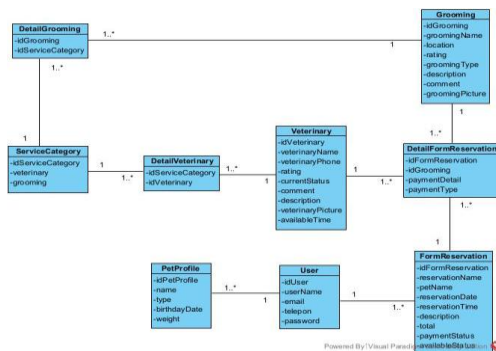 Grooming
-idGrooming
-groomingName
-location
-rating
-groomingType
-description
-comment
-groomingPicture
DetailGrooming
-idGrooming
-idServiceCategory
1..*
1
1..*
1
1
1..*
ServiceCategory
-idServiceCategory
-veterinary
-grooming
1
1..*
DetailVeterinary
-idServiceCategory
-idVeterinary
1..*
1
Veterinary
-idVeterinary
-veterinaryName
-veterinaryPhone
-rating
-currentStatus
-comment
-description
-veterinaryPicture
-availableTime
1
1..*
DetailFormReservation
-idFormReservation
-idGrooming
-paymentDetail
-paymentType
1..*
1
PetProfile
-idPetProfile
-name
-type
-birthdayDate
-weight
1..*
1
User
-idUser
-userName
-email
-telepon
-password
1
1..*
FormReservation
-idFormReservation
-reservationName
-petName
-reservationDate
-reservationTime
-description
-total
-paymentStatus
-availableStatus
Powered By Visual